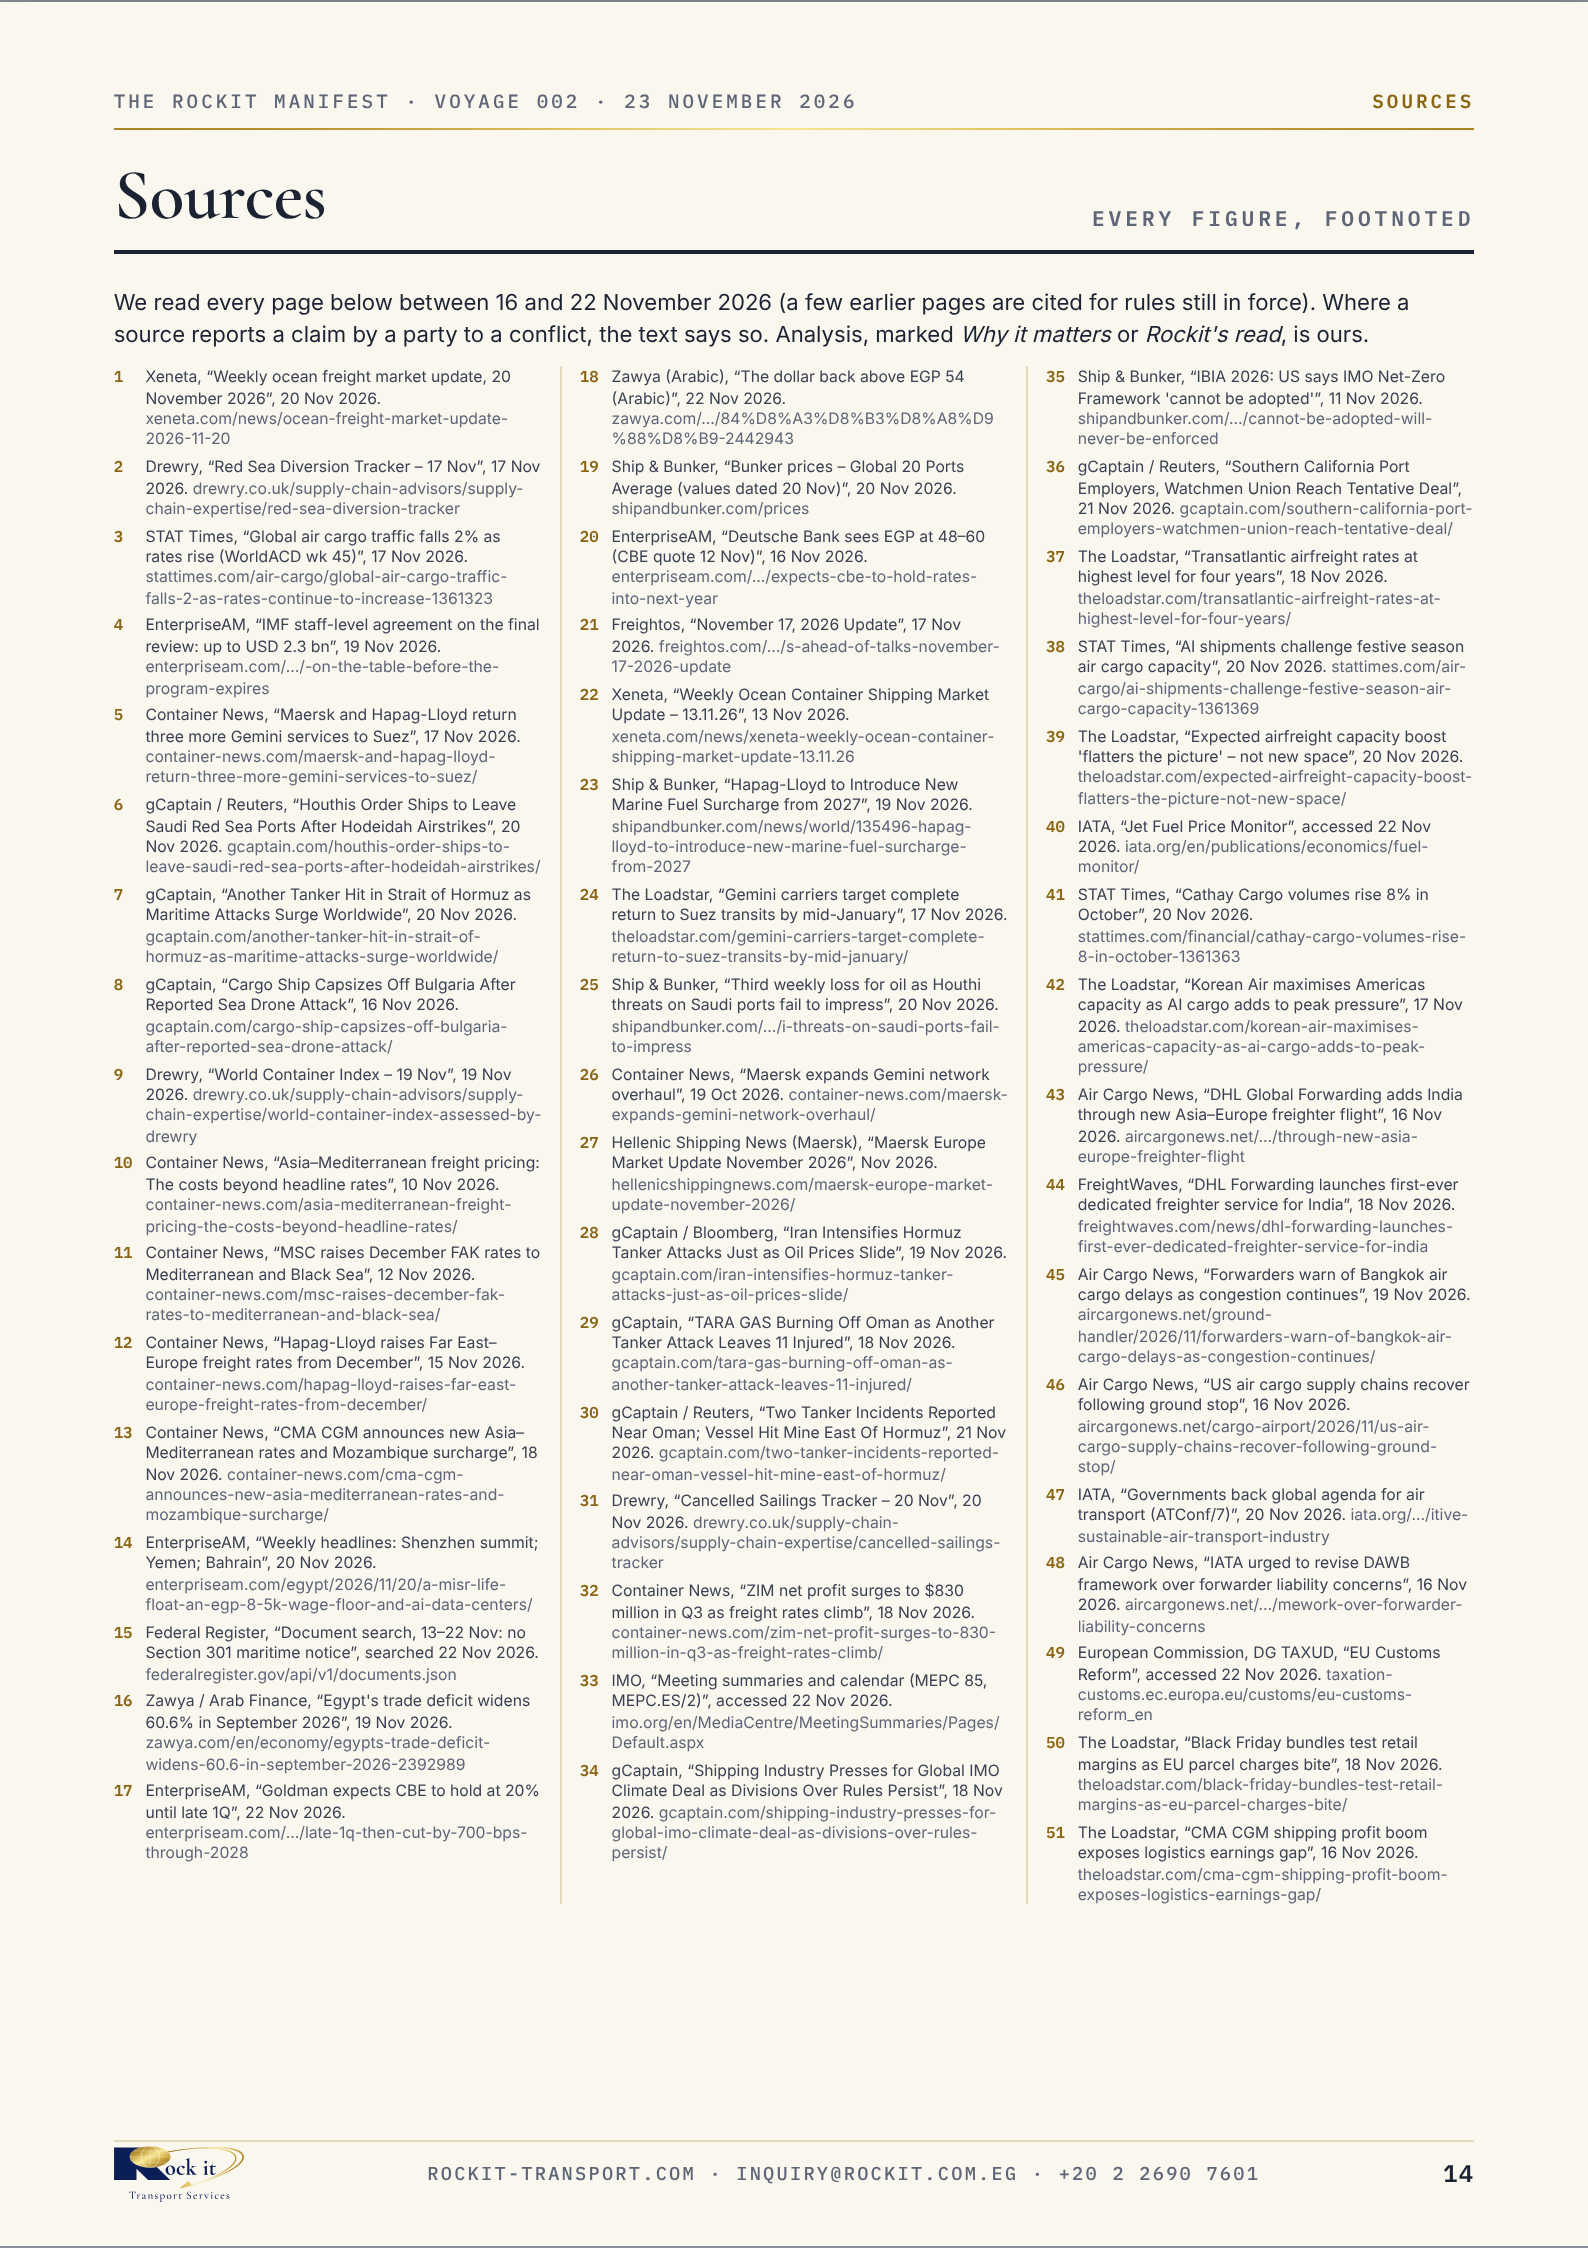 THE ROCKIT MANIFEST · VOYAGE 002 · 23 NOVEMBER 2026
SOURCES
Sources
EVERY FIGURE, FOOTNOTED
We read every page below between 16 and 22 November 2026 (a few earlier pages are cited for rules still in force). Where a
source reports a claim by a party to a conflict, the text says so. Analysis, marked Why it matters or Rockit's read, is ours.
1 Xeneta, “Weekly ocean freight market update, 20
November 2026”, 20 Nov 2026.
xeneta.com/news/ocean-freight-market-update-
2026-11-20
2 Drewry, “Red Sea Diversion Tracker – 17 Nov”, 17 Nov
2026. drewry.co.uk/supply-chain-advisors/supply-
chain-expertise/red-sea-diversion-tracker
3 STAT Times, “Global air cargo traffic falls 2% as
rates rise (WorldACD wk 45)”, 17 Nov 2026.
stattimes.com/air-cargo/global-air-cargo-traffic-
falls-2-as-rates-continue-to-increase-1361323
4 EnterpriseAM, “IMF staff-level agreement on the final
review: up to USD 2.3 bn”, 19 Nov 2026.
enterpriseam.com/…/-on-the-table-before-the-
program-expires
5 Container News, “Maersk and Hapag-Lloyd return
three more Gemini services to Suez”, 17 Nov 2026.
container-news.com/maersk-and-hapag-lloyd-
return-three-more-gemini-services-to-suez/
6 gCaptain / Reuters, “Houthis Order Ships to Leave
Saudi Red Sea Ports After Hodeidah Airstrikes”, 20
Nov 2026. gcaptain.com/houthis-order-ships-to-
leave-saudi-red-sea-ports-after-hodeidah-airstrikes/
7 gCaptain, “Another Tanker Hit in Strait of Hormuz as
Maritime Attacks Surge Worldwide”, 20 Nov 2026.
gcaptain.com/another-tanker-hit-in-strait-of-
hormuz-as-maritime-attacks-surge-worldwide/
8 gCaptain, “Cargo Ship Capsizes Off Bulgaria After
Reported Sea Drone Attack”, 16 Nov 2026.
gcaptain.com/cargo-ship-capsizes-off-bulgaria-
after-reported-sea-drone-attack/
9 Drewry, “World Container Index – 19 Nov”, 19 Nov
2026. drewry.co.uk/supply-chain-advisors/supply-
chain-expertise/world-container-index-assessed-by-
drewry
10 Container News, “Asia–Mediterranean freight pricing:
The costs beyond headline rates”, 10 Nov 2026.
container-news.com/asia-mediterranean-freight-
pricing-the-costs-beyond-headline-rates/
11 Container News, “MSC raises December FAK rates to
Mediterranean and Black Sea”, 12 Nov 2026.
container-news.com/msc-raises-december-fak-
rates-to-mediterranean-and-black-sea/
12 Container News, “Hapag-Lloyd raises Far East–
Europe freight rates from December”, 15 Nov 2026.
container-news.com/hapag-lloyd-raises-far-east-
europe-freight-rates-from-december/
13 Container News, “CMA CGM announces new Asia–
Mediterranean rates and Mozambique surcharge”, 18
Nov 2026. container-news.com/cma-cgm-
announces-new-asia-mediterranean-rates-and-
mozambique-surcharge/
14 EnterpriseAM, “Weekly headlines: Shenzhen summit;
Yemen; Bahrain”, 20 Nov 2026.
enterpriseam.com/egypt/2026/11/20/a-misr-life-
float-an-egp-8-5k-wage-floor-and-ai-data-centers/
15 Federal Register, “Document search, 13–22 Nov: no
Section 301 maritime notice”, searched 22 Nov 2026.
federalregister.gov/api/v1/documents.json
16 Zawya / Arab Finance, “Egypt's trade deficit widens
60.6% in September 2026”, 19 Nov 2026.
zawya.com/en/economy/egypts-trade-deficit-
widens-60.6-in-september-2026-2392989
17 EnterpriseAM, “Goldman expects CBE to hold at 20%
until late 1Q”, 22 Nov 2026.
enterpriseam.com/…/late-1q-then-cut-by-700-bps-
through-2028
18 Zawya (Arabic), “The dollar back above EGP 54
(Arabic)”, 22 Nov 2026.
zawya.com/…/84%D8%A3%D8%B3%D8%A8%D9
%88%D8%B9-2442943
19 Ship & Bunker, “Bunker prices – Global 20 Ports
Average (values dated 20 Nov)”, 20 Nov 2026.
shipandbunker.com/prices
20 EnterpriseAM, “Deutsche Bank sees EGP at 48–60
(CBE quote 12 Nov)”, 16 Nov 2026.
enterpriseam.com/…/expects-cbe-to-hold-rates-
into-next-year
21 Freightos, “November 17, 2026 Update”, 17 Nov
2026. freightos.com/…/s-ahead-of-talks-november-
17-2026-update
22 Xeneta, “Weekly Ocean Container Shipping Market
Update – 13.11.26”, 13 Nov 2026.
xeneta.com/news/xeneta-weekly-ocean-container-
shipping-market-update-13.11.26
23 Ship & Bunker, “Hapag-Lloyd to Introduce New
Marine Fuel Surcharge from 2027”, 19 Nov 2026.
shipandbunker.com/news/world/135496-hapag-
lloyd-to-introduce-new-marine-fuel-surcharge-
from-2027
24 The Loadstar, “Gemini carriers target complete
return to Suez transits by mid-January”, 17 Nov 2026.
theloadstar.com/gemini-carriers-target-complete-
return-to-suez-transits-by-mid-january/
25 Ship & Bunker, “Third weekly loss for oil as Houthi
threats on Saudi ports fail to impress”, 20 Nov 2026.
shipandbunker.com/…/i-threats-on-saudi-ports-fail-
to-impress
26 Container News, “Maersk expands Gemini network
overhaul”, 19 Oct 2026. container-news.com/maersk-
expands-gemini-network-overhaul/
27 Hellenic Shipping News (Maersk), “Maersk Europe
Market Update November 2026”, Nov 2026.
hellenicshippingnews.com/maersk-europe-market-
update-november-2026/
28 gCaptain / Bloomberg, “Iran Intensifies Hormuz
Tanker Attacks Just as Oil Prices Slide”, 19 Nov 2026.
gcaptain.com/iran-intensifies-hormuz-tanker-
attacks-just-as-oil-prices-slide/
29 gCaptain, “TARA GAS Burning Off Oman as Another
Tanker Attack Leaves 11 Injured”, 18 Nov 2026.
gcaptain.com/tara-gas-burning-off-oman-as-
another-tanker-attack-leaves-11-injured/
30 gCaptain / Reuters, “Two Tanker Incidents Reported
Near Oman; Vessel Hit Mine East Of Hormuz”, 21 Nov
2026. gcaptain.com/two-tanker-incidents-reported-
near-oman-vessel-hit-mine-east-of-hormuz/
31 Drewry, “Cancelled Sailings Tracker – 20 Nov”, 20
Nov 2026. drewry.co.uk/supply-chain-
advisors/supply-chain-expertise/cancelled-sailings-
tracker
32 Container News, “ZIM net profit surges to $830
million in Q3 as freight rates climb”, 18 Nov 2026.
container-news.com/zim-net-profit-surges-to-830-
million-in-q3-as-freight-rates-climb/
33 IMO, “Meeting summaries and calendar (MEPC 85,
MEPC.ES/2)”, accessed 22 Nov 2026.
imo.org/en/MediaCentre/MeetingSummaries/Pages/
Default.aspx
34 gCaptain, “Shipping Industry Presses for Global IMO
Climate Deal as Divisions Over Rules Persist”, 18 Nov
2026. gcaptain.com/shipping-industry-presses-for-
global-imo-climate-deal-as-divisions-over-rules-
persist/
35 Ship & Bunker, “IBIA 2026: US says IMO Net-Zero
Framework 'cannot be adopted'”, 11 Nov 2026.
shipandbunker.com/…/cannot-be-adopted-will-
never-be-enforced
36 gCaptain / Reuters, “Southern California Port
Employers, Watchmen Union Reach Tentative Deal”,
21 Nov 2026. gcaptain.com/southern-california-port-
employers-watchmen-union-reach-tentative-deal/
37 The Loadstar, “Transatlantic airfreight rates at
highest level for four years”, 18 Nov 2026.
theloadstar.com/transatlantic-airfreight-rates-at-
highest-level-for-four-years/
38 STAT Times, “AI shipments challenge festive season
air cargo capacity”, 20 Nov 2026. stattimes.com/air-
cargo/ai-shipments-challenge-festive-season-air-
cargo-capacity-1361369
39 The Loadstar, “Expected airfreight capacity boost
'flatters the picture' – not new space”, 20 Nov 2026.
theloadstar.com/expected-airfreight-capacity-boost-
flatters-the-picture-not-new-space/
40 IATA, “Jet Fuel Price Monitor”, accessed 22 Nov
2026. iata.org/en/publications/economics/fuel-
monitor/
41 STAT Times, “Cathay Cargo volumes rise 8% in
October”, 20 Nov 2026.
stattimes.com/financial/cathay-cargo-volumes-rise-
8-in-october-1361363
42 The Loadstar, “Korean Air maximises Americas
capacity as AI cargo adds to peak pressure”, 17 Nov
2026. theloadstar.com/korean-air-maximises-
americas-capacity-as-ai-cargo-adds-to-peak-
pressure/
43 Air Cargo News, “DHL Global Forwarding adds India
through new Asia–Europe freighter flight”, 16 Nov
2026. aircargonews.net/…/through-new-asia-
europe-freighter-flight
44 FreightWaves, “DHL Forwarding launches first-ever
dedicated freighter service for India”, 18 Nov 2026.
freightwaves.com/news/dhl-forwarding-launches-
first-ever-dedicated-freighter-service-for-india
45 Air Cargo News, “Forwarders warn of Bangkok air
cargo delays as congestion continues”, 19 Nov 2026.
aircargonews.net/ground-
handler/2026/11/forwarders-warn-of-bangkok-air-
cargo-delays-as-congestion-continues/
46 Air Cargo News, “US air cargo supply chains recover
following ground stop”, 16 Nov 2026.
aircargonews.net/cargo-airport/2026/11/us-air-
cargo-supply-chains-recover-following-ground-
stop/
47 IATA, “Governments back global agenda for air
transport (ATConf/7)”, 20 Nov 2026. iata.org/…/itive-
sustainable-air-transport-industry
48 Air Cargo News, “IATA urged to revise DAWB
framework over forwarder liability concerns”, 16 Nov
2026. aircargonews.net/…/mework-over-forwarder-
liability-concerns
49 European Commission, DG TAXUD, “EU Customs
Reform”, accessed 22 Nov 2026. taxation-
customs.ec.europa.eu/customs/eu-customs-
reform_en
50 The Loadstar, “Black Friday bundles test retail
margins as EU parcel charges bite”, 18 Nov 2026.
theloadstar.com/black-friday-bundles-test-retail-
margins-as-eu-parcel-charges-bite/
51 The Loadstar, “CMA CGM shipping profit boom
exposes logistics earnings gap”, 16 Nov 2026.
theloadstar.com/cma-cgm-shipping-profit-boom-
exposes-logistics-earnings-gap/
Rock it
Transport Services
ROCKIT-TRANSPORT.COM · INQUIRY@ROCKIT.COM.EG · +20 2 2690 7601
14